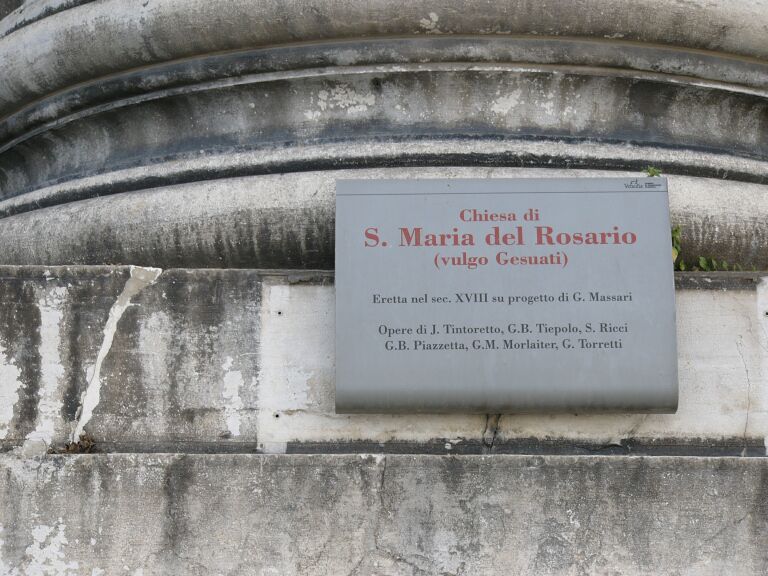 Venezia
Chiesa di
S. Maria del Rosario
(vulgo Gesuati)
Eretta nel sec. XVIII su progetto di G. Massari
Opere di J. Tintoretto, G.B. Tiepolo, S. Ricci
G.B. Piazzetta, G.M. Morlaiter, G. Torretti